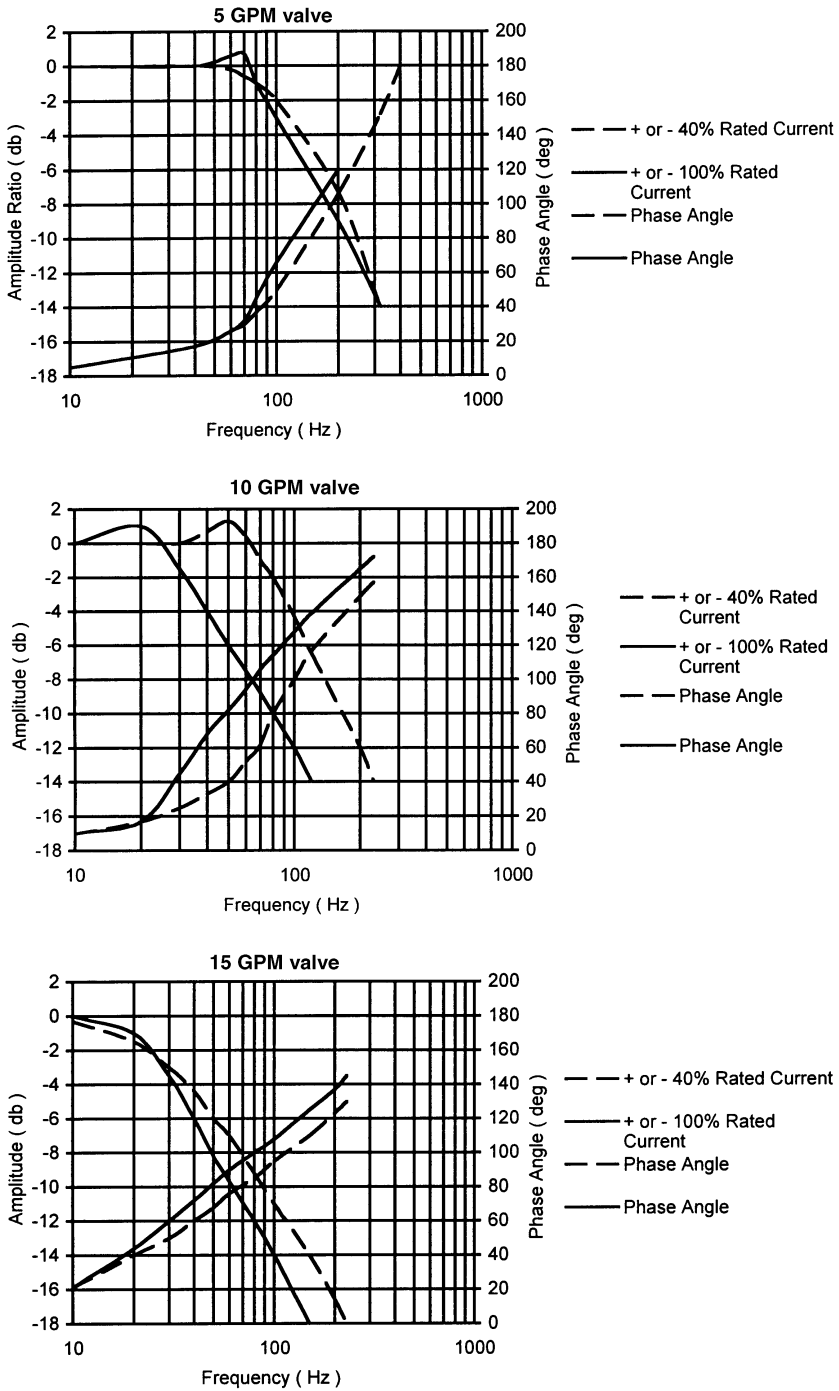 5 GPM valve
2
0
-2
-4
-6
-8
-10
-12
-14
-16
-18
Amplitude Ratio ( db)
200
180
160
140
120
100
80
60
40
20
0
Phase Angle ( deg)
10
100
1000
Frequency ( Hz )
+ or - 40% Rated Current
+ or - 100% Rated
Current
Phase Angle
Phase Angle
10 GPM valve
2
0
-2
-4
-6
-8
-10
-12
-14
-16
-18
Amplitude ( db)
200
180
160
140
120
100
80
60
40
20
0
Phase Angle ( deg)
10
100
1000
Frequency ( Hz )
+ or - 40% Rated
Current
+ or - 100% Rated
Current
Phase Angle
Phase Angle
15 GPM valve
2
0
-2
-4
-6
-8
-10
-12
-14
-16
-18
Amplitude ( db)
200
180
160
140
120
100
80
60
40
20
0
Phase Angle ( deg)
10
100
1000
Frequency ( Hz )
+ or - 40% Rated Current
+ or - 100% Rated
Current
Phase Angle
Phase Angle